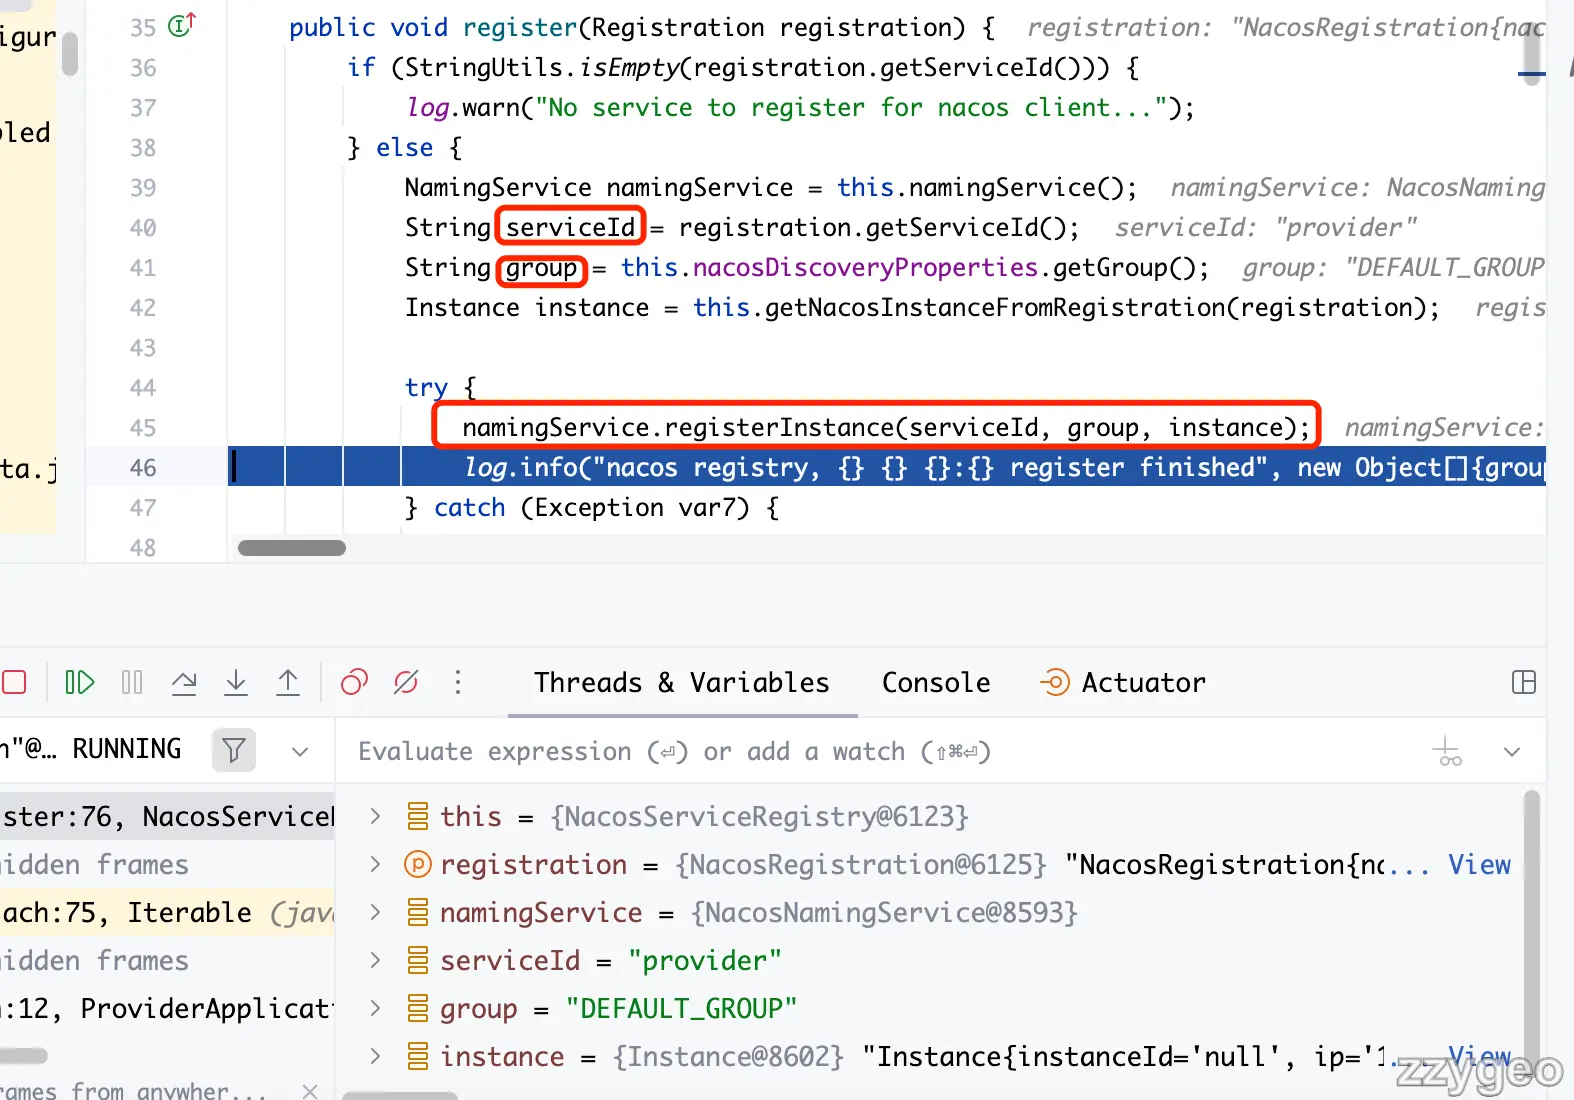 igur
35 public void register(Registration registration) { registration: "NacosRegistration{nac
36 if (StringUtils.isEmpty(registration.getServiceId())) {
37 log.warn("No service to register for nacos client...");
oled
38 } else {
39 NamingService namingService = this.namingService(); namingService: NacosNaming
40 String serviceId = registration.getServiceId(); serviceId: "provider"
41 String group = this.nacosDiscoveryProperties.getGroup(); group: "DEFAULT_GROUP
42 Instance instance = this.getNacosInstanceFromRegistration(registration); regis
43
44 try {
45 namingService.registerInstance(serviceId, group, instance); namingService:
ta.j
46 log.info("nacos registry, {} {} {}:{} register finished", new Object[]{grou
47 } catch (Exception var7) {
48
Threads & Variables Console Actuator
n"@... RUNNING
Evaluate expression (⏎) or add a watch (⇧⌘⏎)
ster:76, NacosServiceR
this = {NacosServiceRegistry@6123}
hidden frames
registration = {NacosRegistration@6125} "NacosRegistration{na... View
ach:75, Iterable (java
namingService = {NacosNamingService@8593}
hidden frames
serviceId = "provider"
n:12, ProviderApplicat
group = "DEFAULT_GROUP"
instance = {Instance@8602} "Instance{instanceId='null', ip='1... View
rames from anywher...
zzygeo